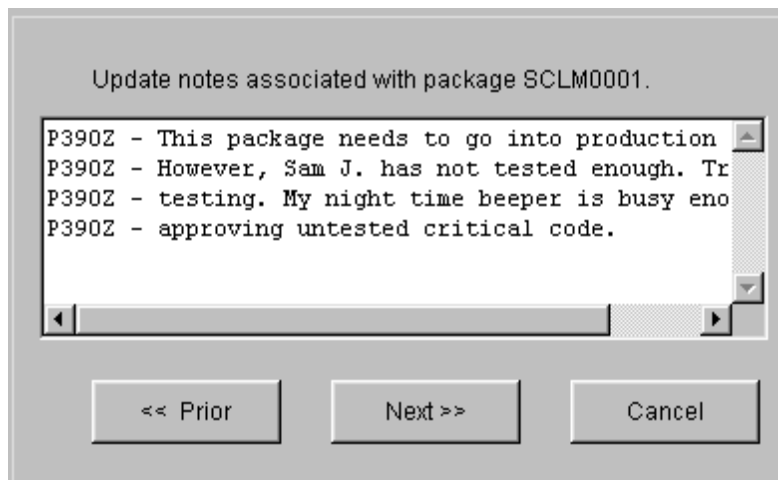 Update notes associated with package SCLM0001.
P390Z - This package needs to go into production
P390Z - However, Sam J. has not tested enough. Tr
P390Z - testing. My night time beeper is busy eno
P390Z - approving untested critical code.
<< Prior
Next >>
Cancel